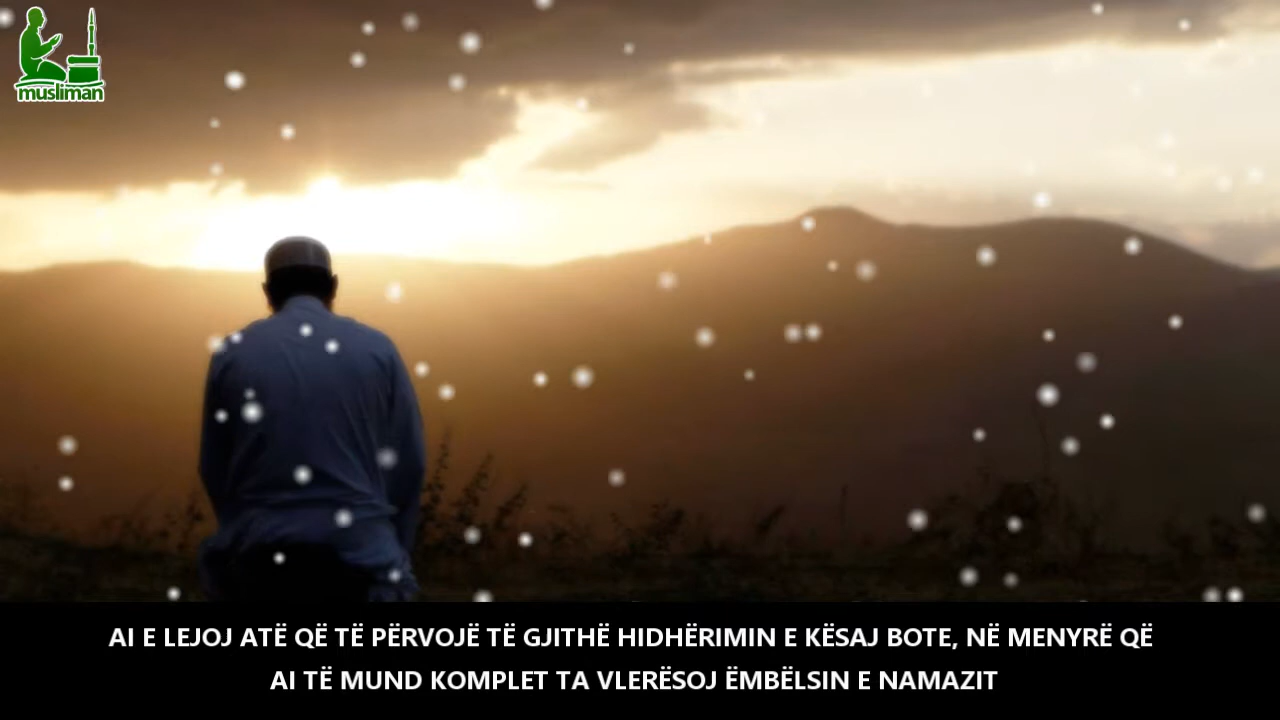 musliman
AI E LEJOJ ATË QË TË PËRVOJË TË GJITHË HIDHËRIMIN E KËSAJ BOTE, NË MENYRË QË
AI TË MUND KOMPLET TA VLERËSOJ ËMBËLSIN E NAMAZIT